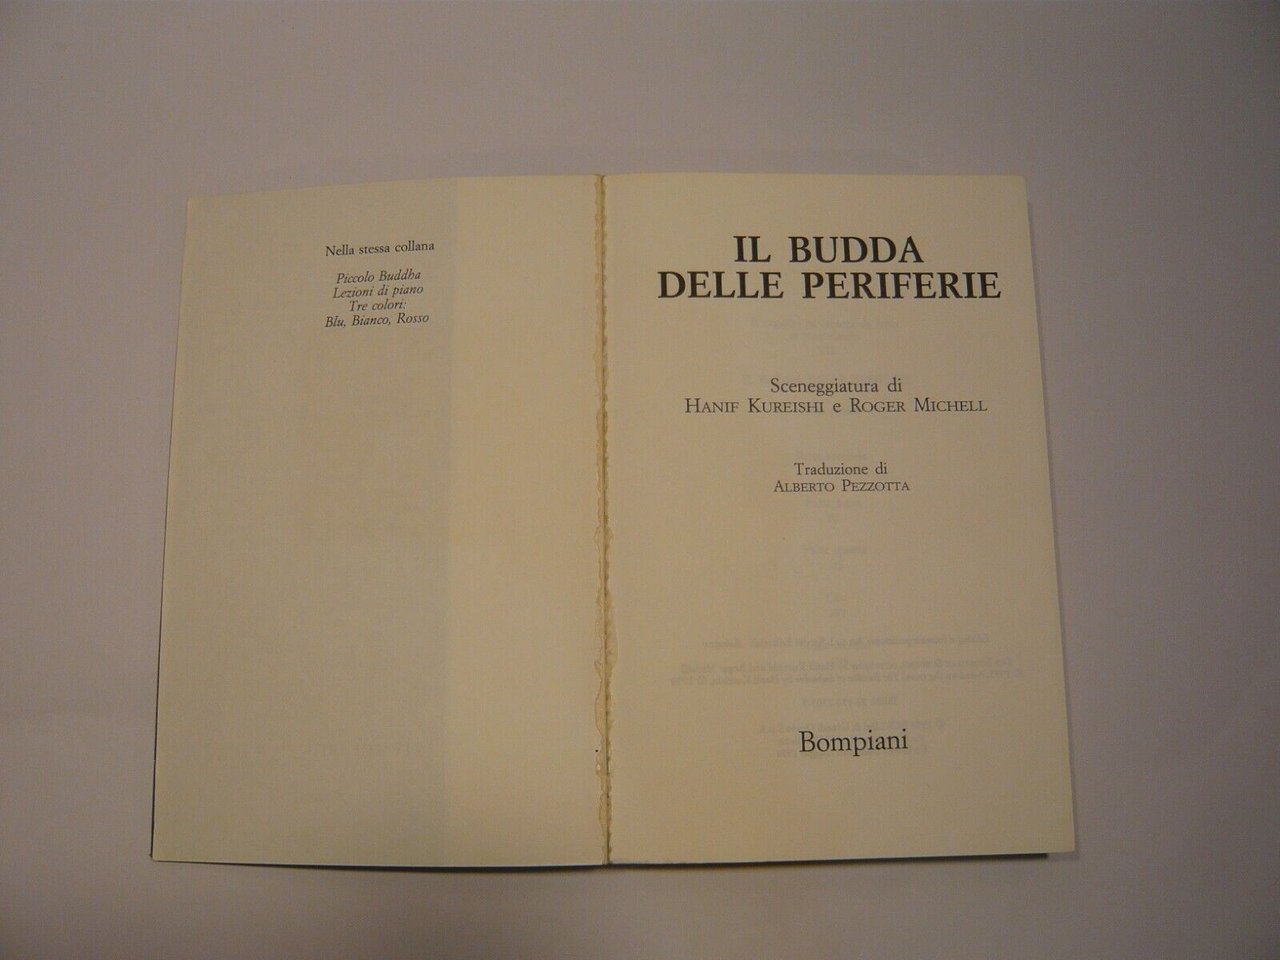 Nella stessa collana
Piccolo Buddha
Lezioni di piano
Tre colori:
Blu, Bianco, Rosso
IL BUDDA
DELLE PERIFERIE
Sceneggiatura di
HANIF KUREISHI e ROGER MICHELL
Traduzione di
ALBERTO PEZZOTTA
Bompiani